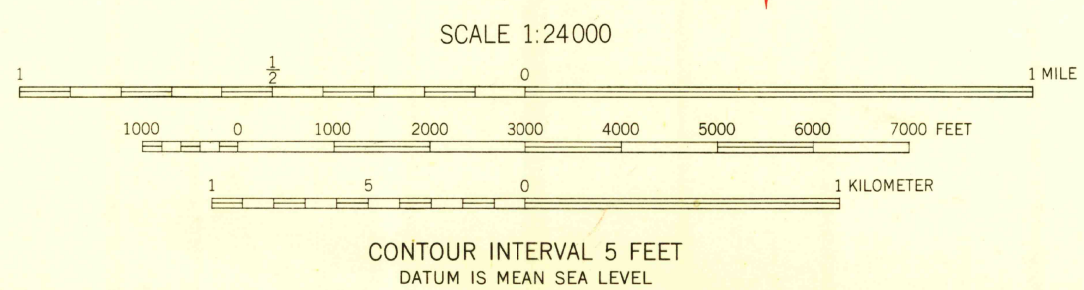 SCALE 1:24000
1 1/2 0 1 MILE
1000 0 1000 2000 3000 4000 5000 6000 7000 FEET
1 5 0 1 KILOMETER
CONTOUR INTERVAL 5 FEET
DATUM IS MEAN SEA LEVEL